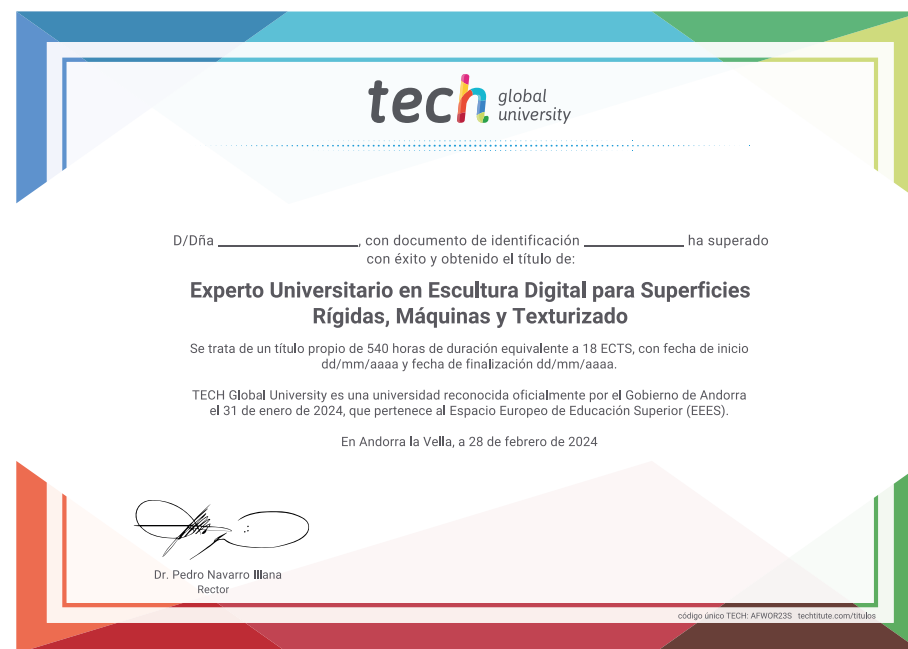 tech global
university
D/Dña ____________________, con documento de identificación ______________ ha superado
con éxito y obtenido el título de:
Experto Universitario en Escultura Digital para Superficies
Rígidas, Máquinas y Texturizado
Se trata de un título propio de 540 horas de duración equivalente a 18 ECTS, con fecha de inicio
dd/mm/aaaa y fecha de finalización dd/mm/aaaa.
TECH Global University es una universidad reconocida oficialmente por el Gobierno de Andorra
el 31 de enero de 2024, que pertenece al Espacio Europeo de Educación Superior (EEES).
En Andorra la Vella, a 28 de febrero de 2024
Dr. Pedro Navarro Illana
Rector
código único TECH: AFWOR23S techtitute.com/titulos